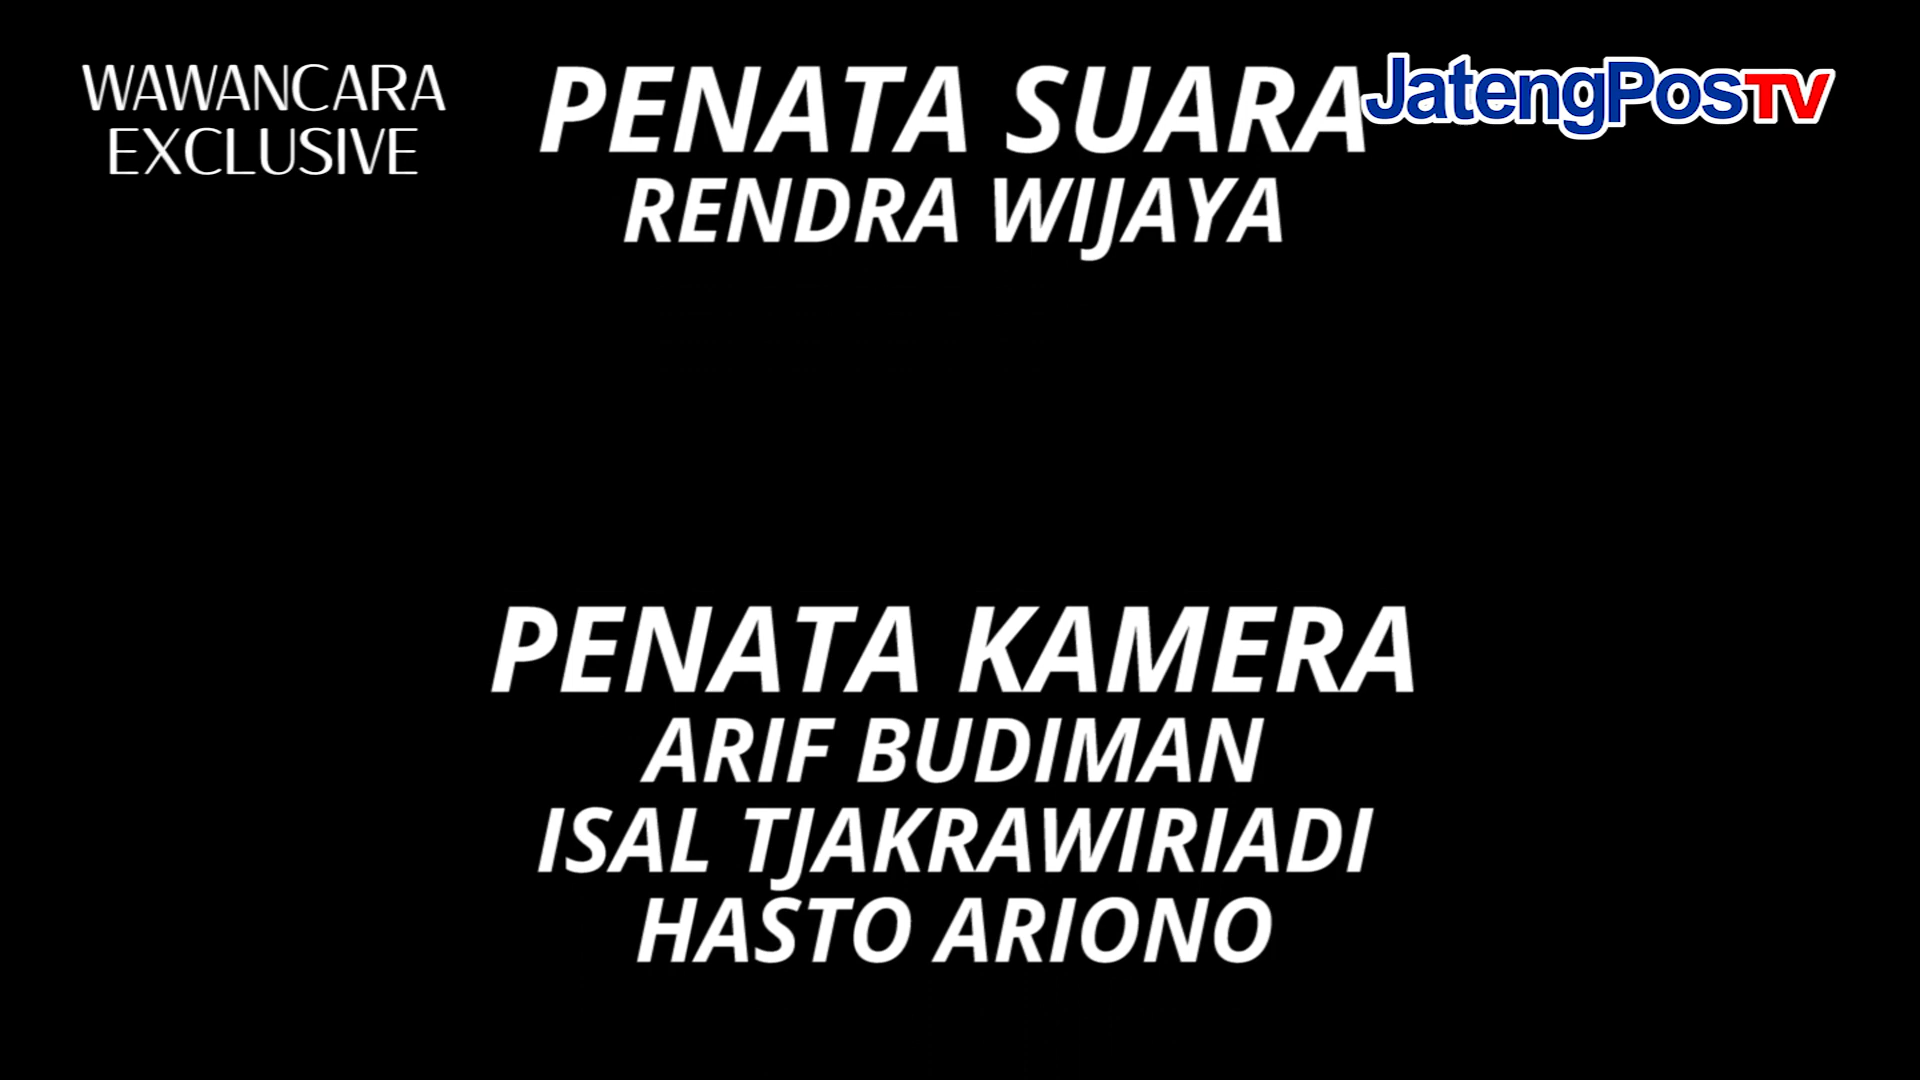 WAWANCARA
EXCLUSIVE
PENATA SUARA
JatengPosTV
RENDRA WIJAYA
PENATA KAMERA
ARIF BUDIMAN
ISAL TJAKRAWIRIADI
HASTO ARIONO